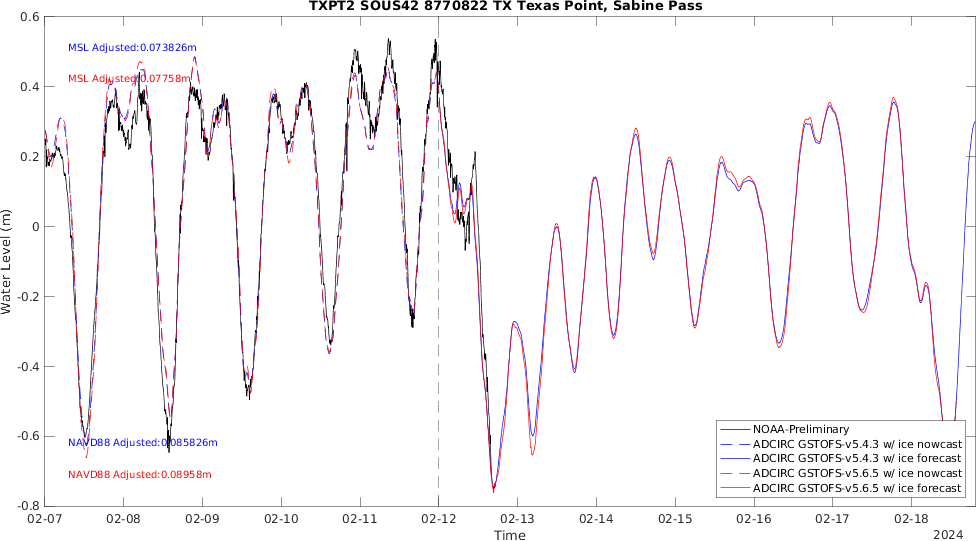 TXPT2 SOUS42 8770822 TX Texas Point, Sabine Pass
0.6
0.4
0.2
0
-0.2
-0.4
-0.6
-0.8
Water Level (m)
MSL Adjusted:0.073826m
MSL Adjusted:0.07758m
NAVD88 Adjusted:0.085826m
NAVD88 Adjusted:0.08958m
NOAA-Preliminary
ADCIRC GSTOFS-v5.4.3 w/ ice nowcast
ADCIRC GSTOFS-v5.4.3 w/ ice forecast
ADCIRC GSTOFS-v5.6.5 w/ ice nowcast
ADCIRC GSTOFS-v5.6.5 w/ ice forecast
02-07 02-08 02-09 02-10 02-11 02-12 02-13 02-14 02-15 02-16 02-17 02-18
Time
2024